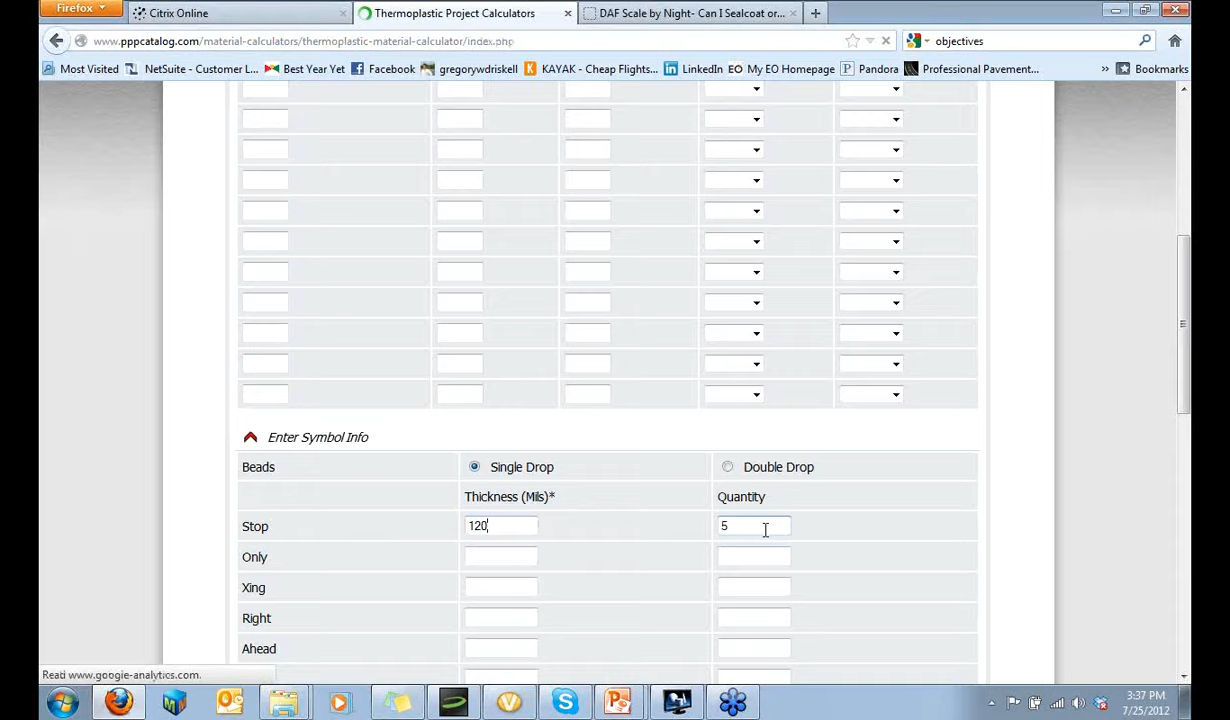 Firefox
Citrix Online
Thermoplastic Project Calculators
DAF Scale by Night- Can I Sealcoat or...
www.pppcatalog.com/material-calculators/thermoplastic-material-calculator/index.php
objectives
Most Visited
NetSuite - Customer L...
Best Year Yet
Facebook
gregorywdriskell
KAYAK - Cheap Flights...
LinkedIn
EO My EO Homepage
Pandora
Professional Pavement...
»
Bookmarks
Enter Symbol Info
Beads
Single Drop
Double Drop
Thickness (Mils)*
Quantity
Stop
120
5
Only
Xing
Right
Ahead
Read www.google-analytics.com.
3:37 PM
7/25/2012